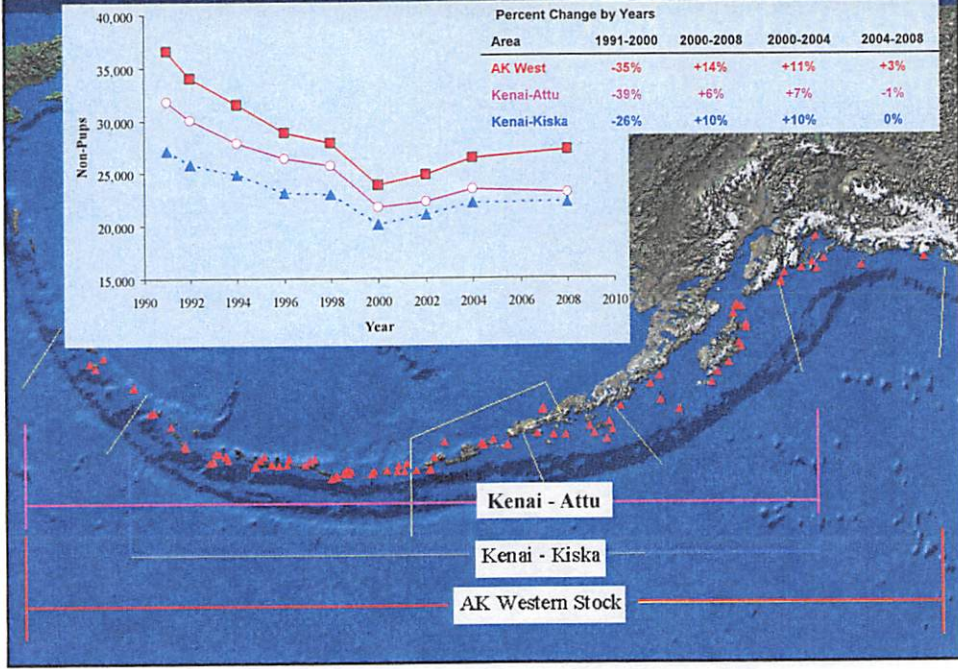 Percent Change by Years
Area 1991-2000 2000-2008 2000-2004 2004-2008
AK West -35% +14% +11% +3%
Kenai-Attu -39% +6% +7% -1%
Kenai-Kiska -26% +10% +10% 0%
40,000
35,000
30,000
25,000
20,000
15,000
Non-Pups
1990 1992 1994 1996 1998 2000 2002 2004 2006 2008 2010
Year
Kenai - Attu
Kenai - Kiska
AK Western Stock